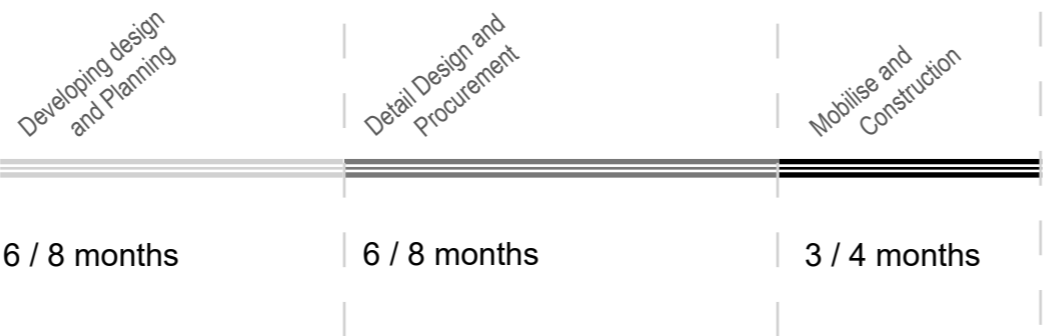 Developing design
and Planning
Detail Design and
Procurement
Mobilise and
Construction
6 / 8 months
6 / 8 months
3 / 4 months